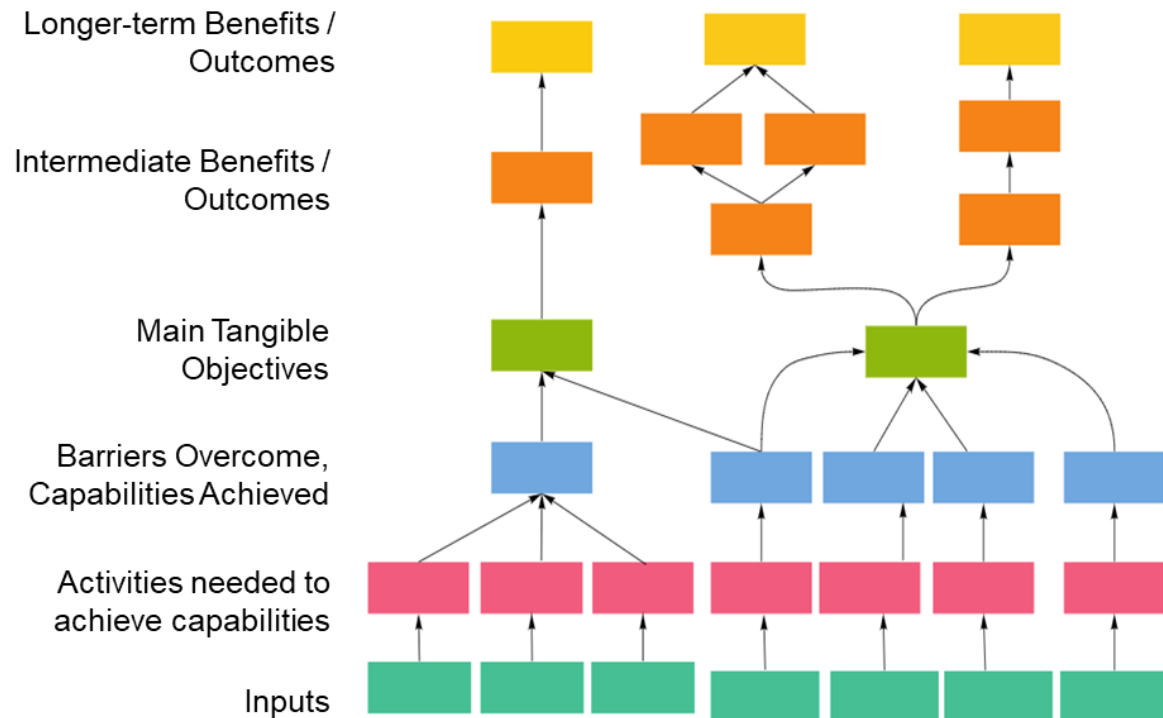 Longer-term Benefits /
Outcomes
Intermediate Benefits /
Outcomes
Main Tangible
Objectives
Barriers Overcome,
Capabilities Achieved
Activities needed to
achieve capabilities
Inputs